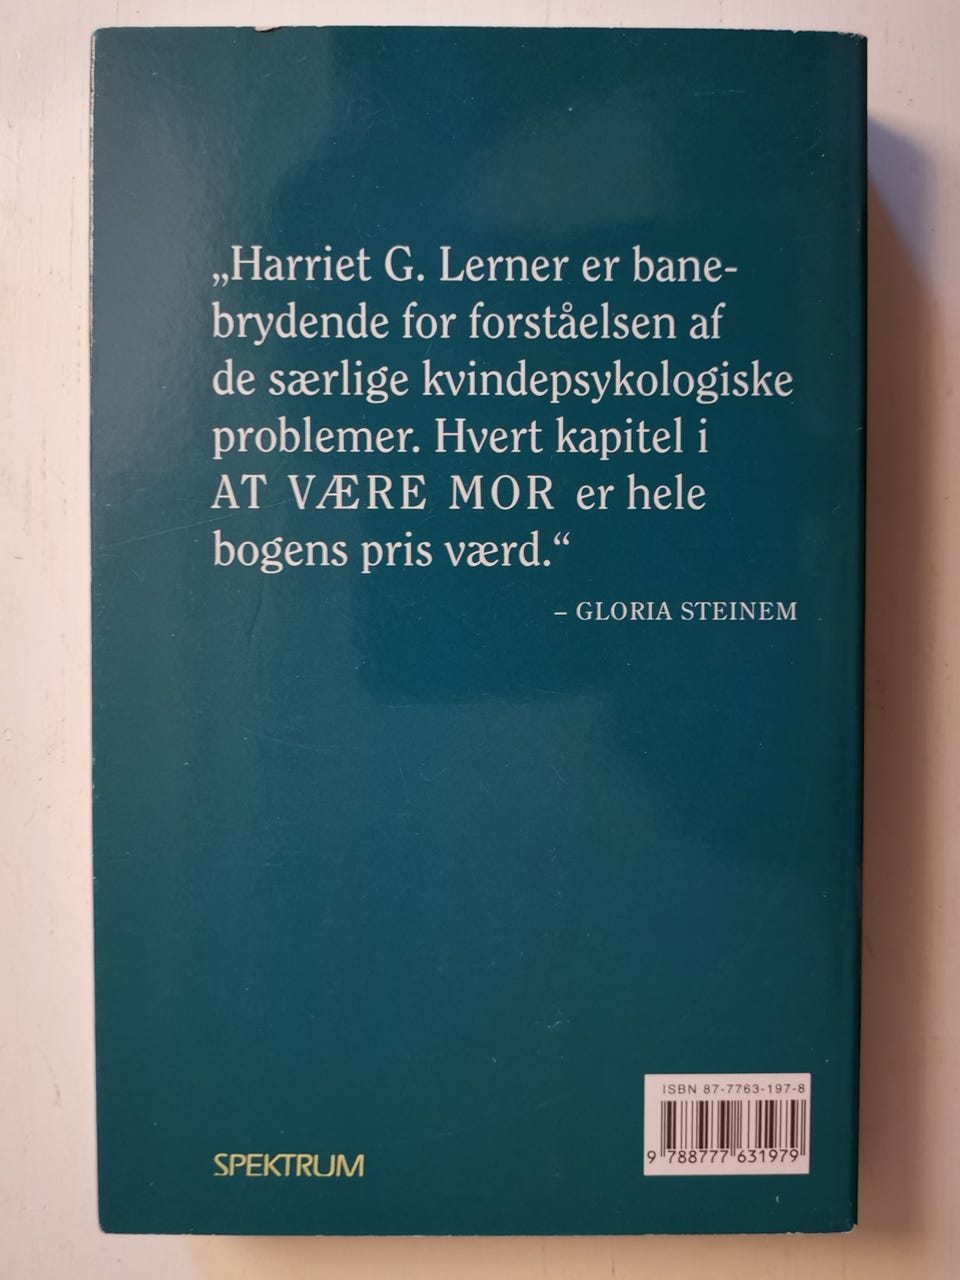 „Harriet G. Lerner er bane-
brydende for forståelsen af
de særlige kvindepsykologiske
problemer. Hvert kapitel i
AT VÆRE MOR er hele
bogens pris værd.“
– GLORIA STEINEM
ISBN 87-7763-197-8
9 788777 631979
SPEKTRUM